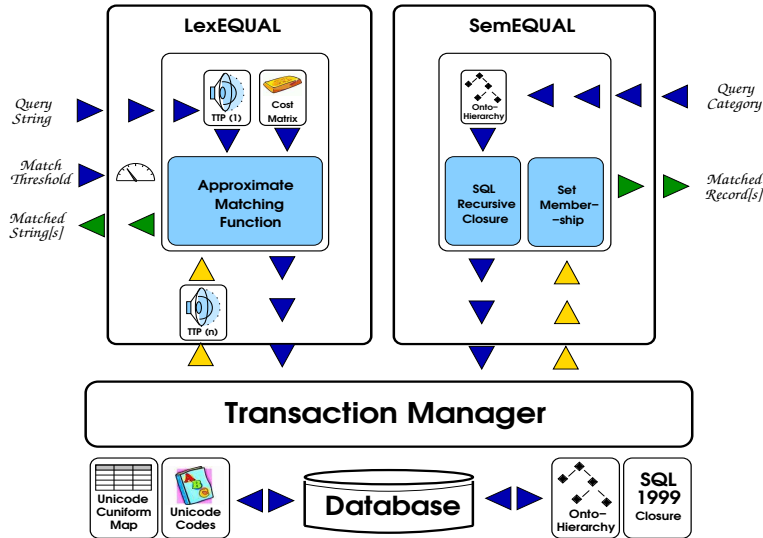 LexEQUAL
SemEQUAL
Query
String
TTP (1)
Cost
Matrix
Onto–
Hierarchy
Query
Category
Match
Threshold
Approximate
Matching
Function
SQL
Recursive
Closure
Set
Member–
–ship
Matched
Record[s]
Matched
String[s]
TTP (n)
Transaction Manager
Unicode
Cuniform
Map
A
B
Unicode
Codes
Database
Onto–
Hierarchy
SQL
1999
Closure